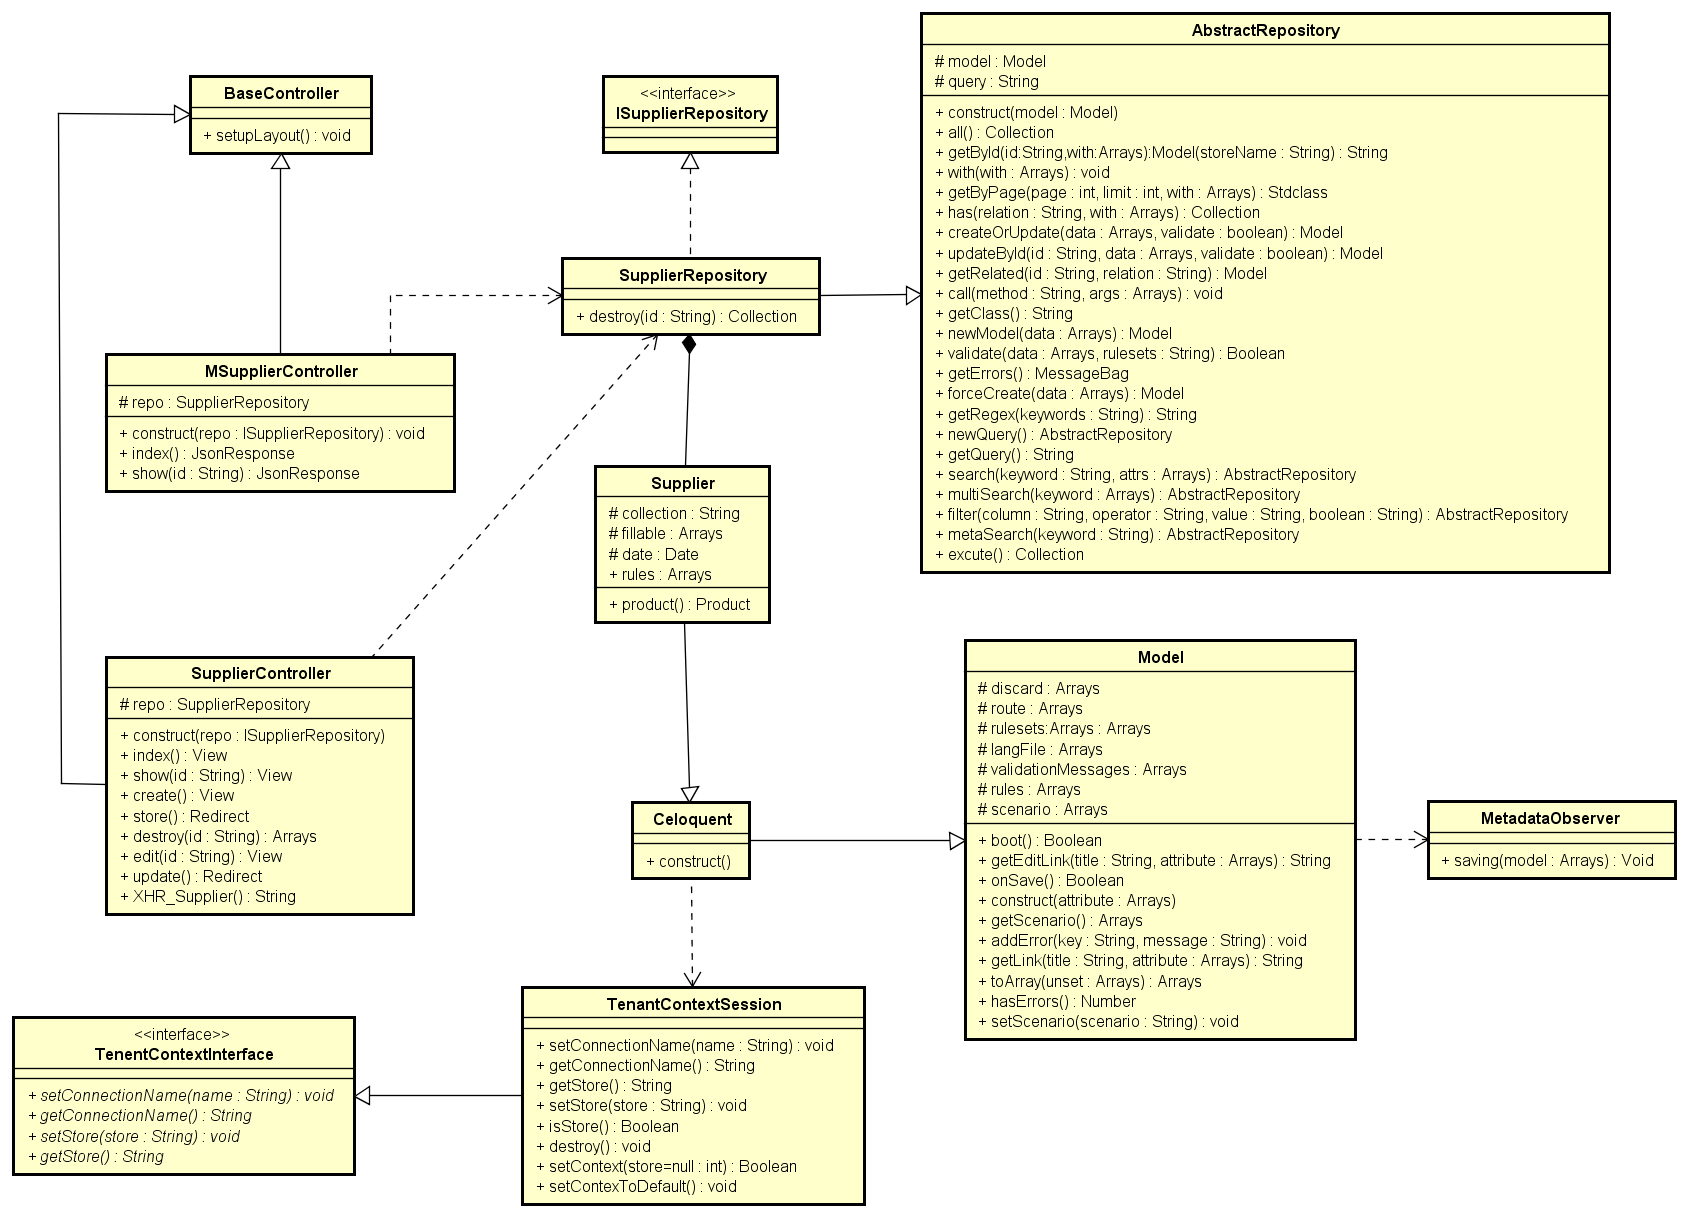 BaseController
+ setupLayout() : void
<<interface>>
ISupplierRepository
AbstractRepository
# model : Model
# query : String
+ construct(model : Model)
+ all() : Collection
+ getById(id:String,with:Arrays):Model(storeName : String) : String
+ with(with : Arrays) : void
+ getByPage(page : int, limit : int, with : Arrays) : Stdclass
+ has(relation : String, with : Arrays) : Collection
+ createOrUpdate(data : Arrays, validate : boolean) : Model
+ updateById(id : String, data : Arrays, validate : boolean) : Model
+ getRelated(id : String, relation : String) : Model
+ call(method : String, args : Arrays) : void
+ getClass() : String
+ newModel(data : Arrays) : Model
+ validate(data : Arrays, rulesets : String) : Boolean
+ getErrors() : MessageBag
+ forceCreate(data : Arrays) : Model
+ getRegex(keywords : String) : String
+ newQuery() : AbstractRepository
+ getQuery() : String
+ search(keyword : String, attrs : Arrays) : AbstractRepository
+ multiSearch(keyword : Arrays) : AbstractRepository
+ filter(column : String, operator : String, value : String, boolean : String) : AbstractRepository
+ metaSearch(keyword : String) : AbstractRepository
+ excute() : Collection
SupplierRepository
+ destroy(id : String) : Collection
MSupplierController
# repo : SupplierRepository
+ construct(repo : ISupplierRepository) : void
+ index() : JsonResponse
+ show(id : String) : JsonResponse
Supplier
# collection : String
# fillable : Arrays
# date : Date
+ rules : Arrays
+ product() : Product
SupplierController
# repo : SupplierRepository
+ construct(repo : ISupplierRepository)
+ index() : View
+ show(id : String) : View
+ create() : View
+ store() : Redirect
+ destroy(id : String) : Arrays
+ edit(id : String) : View
+ update() : Redirect
+ XHR_Supplier() : String
Celoquent
+ construct()
Model
# discard : Arrays
# route : Arrays
# rulesets:Arrays : Arrays
# langFile : Arrays
# validationMessages : Arrays
# rules : Arrays
# scenario : Arrays
+ boot() : Boolean
+ getEditLink(title : String, attribute : Arrays) : String
+ onSave() : Boolean
+ construct(attribute : Arrays)
+ getScenario() : Arrays
+ addError(key : String, message : String) : void
+ getLink(title : String, attribute : Arrays) : String
+ toArray(unset : Arrays) : Arrays
+ hasErrors() : Number
+ setScenario(scenario : String) : void
MetadataObserver
+ saving(model : Arrays) : Void
<<interface>>
TenentContextInterface
+ setConnectionName(name : String) : void
+ getConnectionName() : String
+ setStore(store : String) : void
+ getStore() : String
TenantContextSession
+ setConnectionName(name : String) : void
+ getConnectionName() : String
+ getStore() : String
+ setStore(store : String) : void
+ isStore() : Boolean
+ destroy() : void
+ setContext(store=null : int) : Boolean
+ setContexToDefault() : void